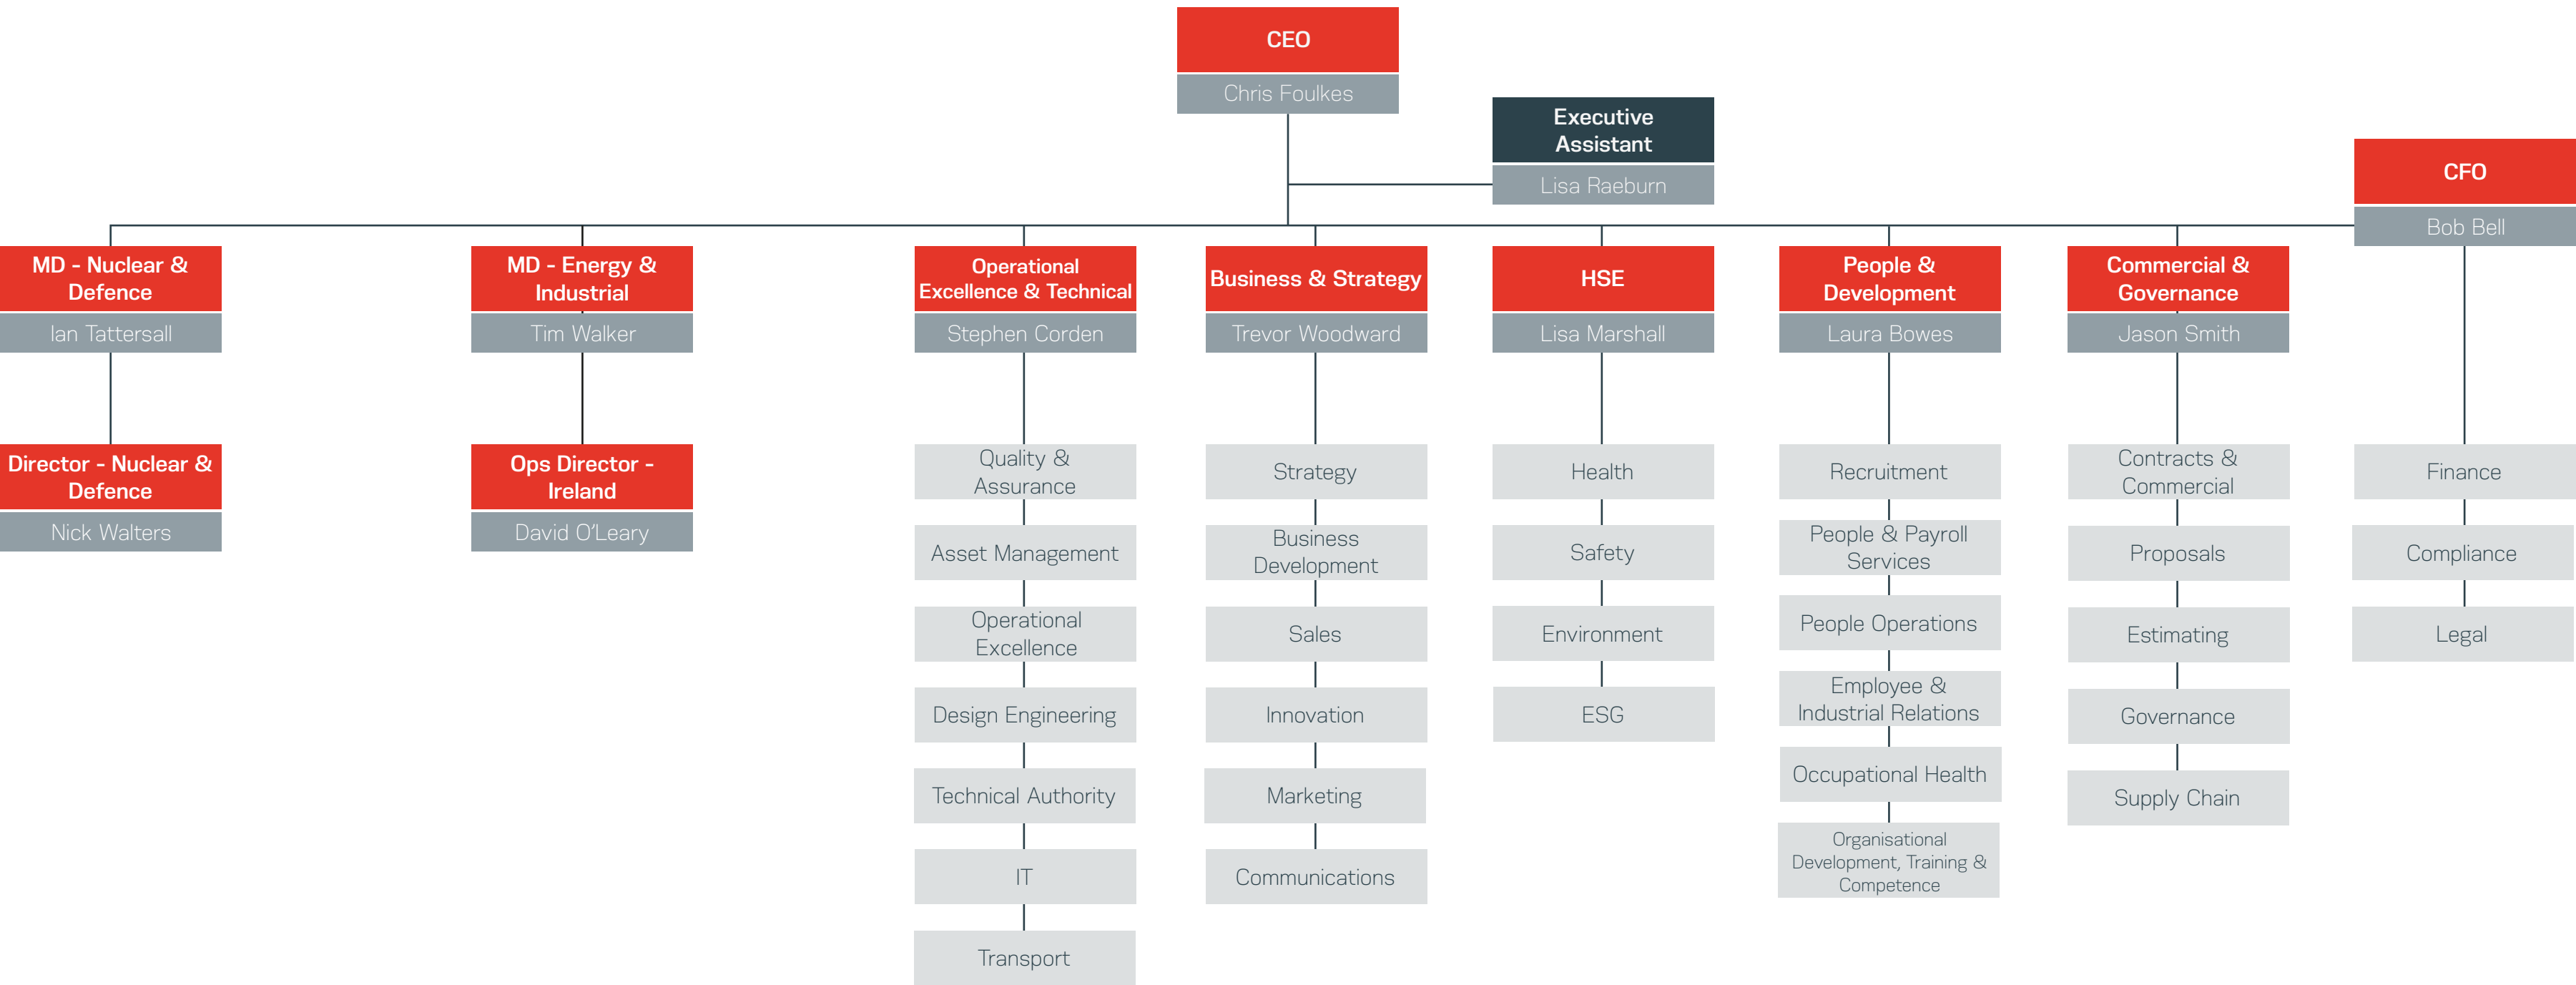 CEO
Chris Foulkes
Executive
Assistant
Lisa Raeburn
CFO
Bob Bell
MD - Nuclear &
Defence
Ian Tattersall
MD - Energy &
Industrial
Tim Walker
Operational
Excellence & Technical
Stephen Corden
Business & Strategy
Trevor Woodward
HSE
Lisa Marshall
People &
Development
Laura Bowes
Commercial &
Governance
Jason Smith
Director - Nuclear &
Defence
Nick Walters
Ops Director -
Ireland
David O'Leary
Quality &
Assurance
Asset Management
Operational
Excellence
Design Engineering
Technical Authority
IT
Transport
Strategy
Business
Development
Sales
Innovation
Marketing
Communications
Health
Safety
Environment
ESG
Recruitment
People & Payroll
Services
People Operations
Employee &
Industrial Relations
Occupational Health
Organisational
Development, Training &
Competence
Contracts &
Commercial
Proposals
Estimating
Governance
Supply Chain
Finance
Compliance
Legal